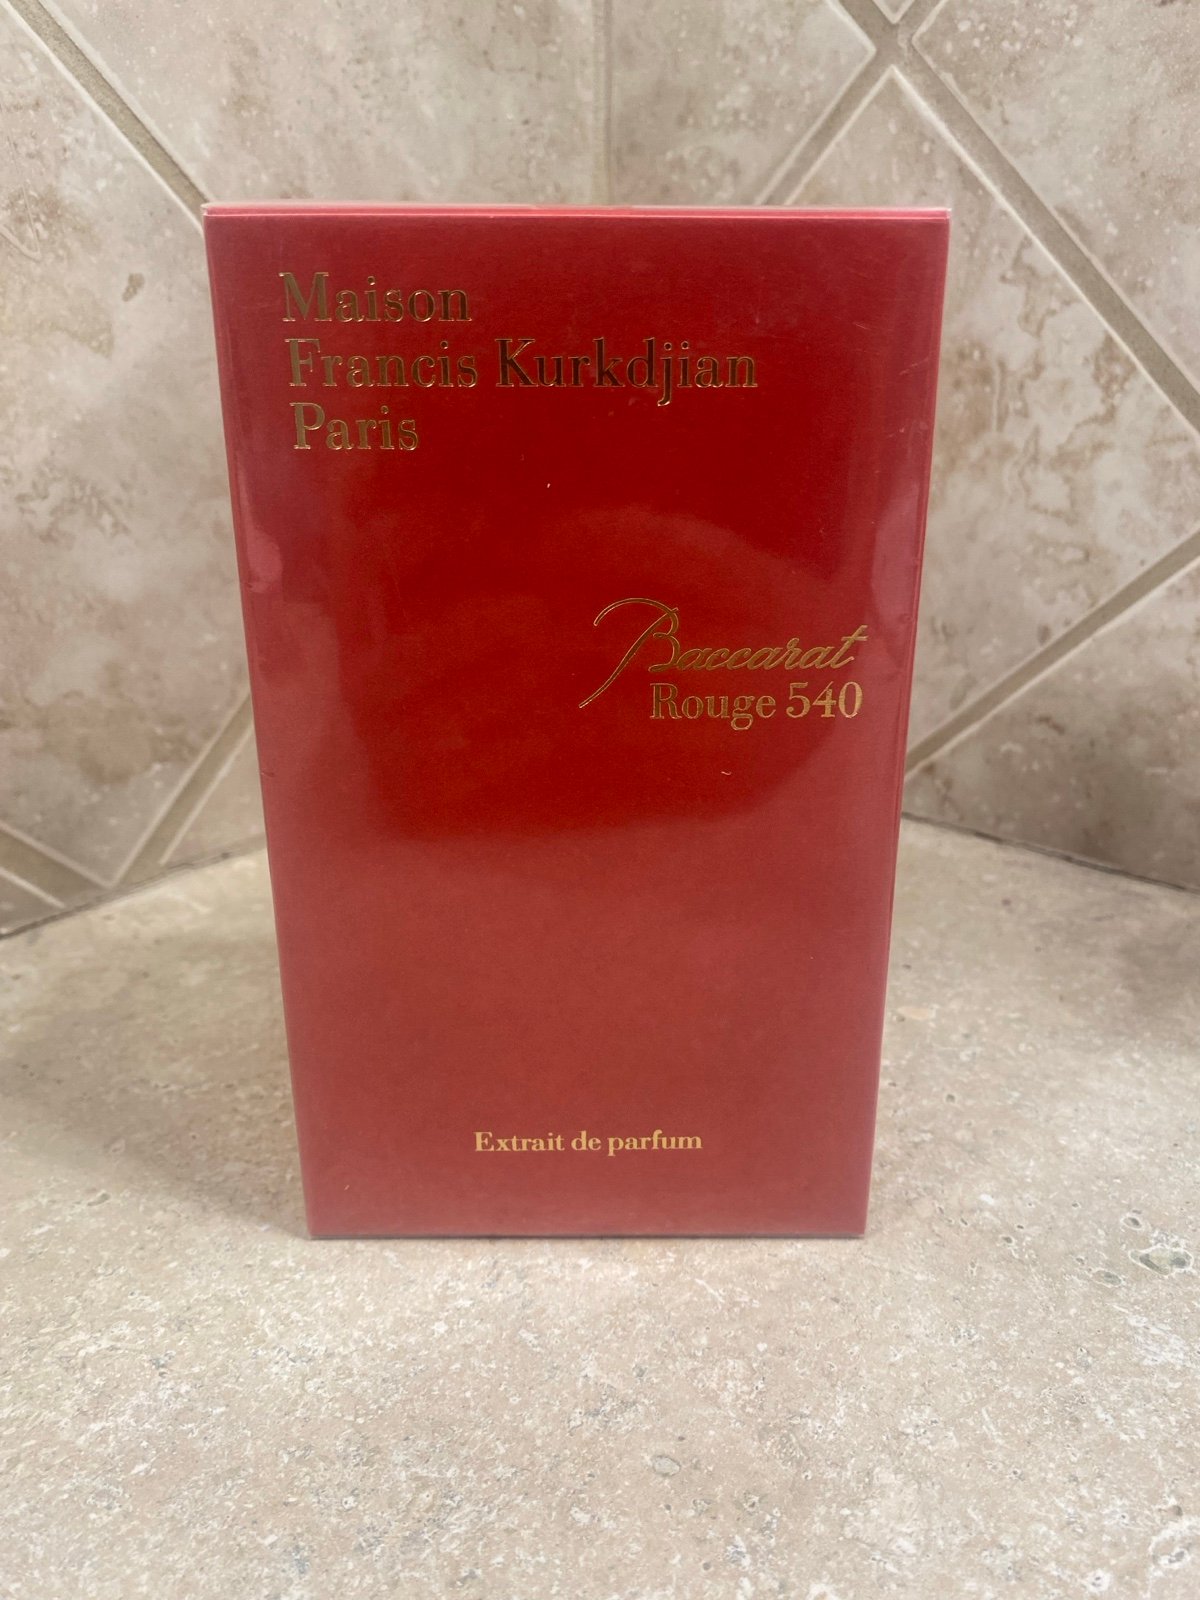 Maison
Francis Kurkdjian
Paris
Baccarat
Rouge 540
Extrait de parfum